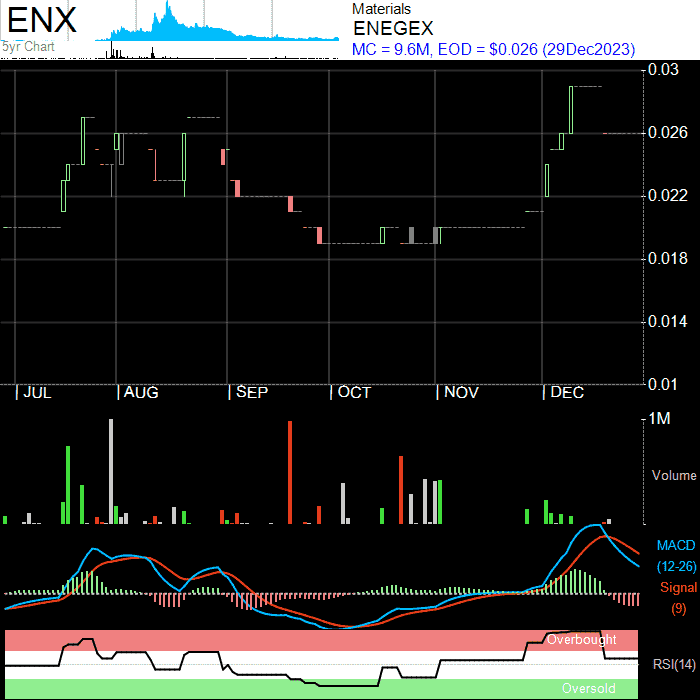 ENX
5yr Chart
Materials
ENEGEX
MC = 9.6M, EOD = $0.026 (29Dec2023)
0.03
0.026
0.022
0.018
0.014
0.01
JUL AUG SEP OCT NOV DEC
1M
Volume
MACD
(12-26)
Signal
(9)
Overbought
RSI(14)
Oversold